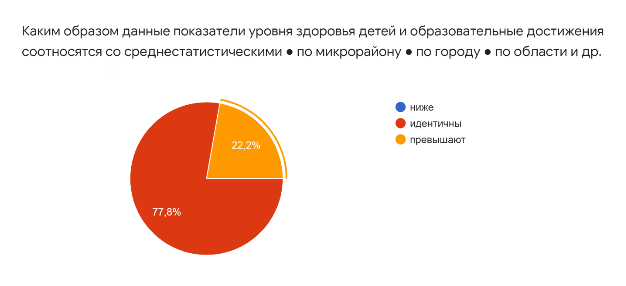 Каким образом данные показатели уровня здоровья детей и образовательные достижения
соотносятся со среднестатистическими ● по микрорайону ● по городу ● по области и др.
ниже
идентичны
превышают
22,2%
77,8%